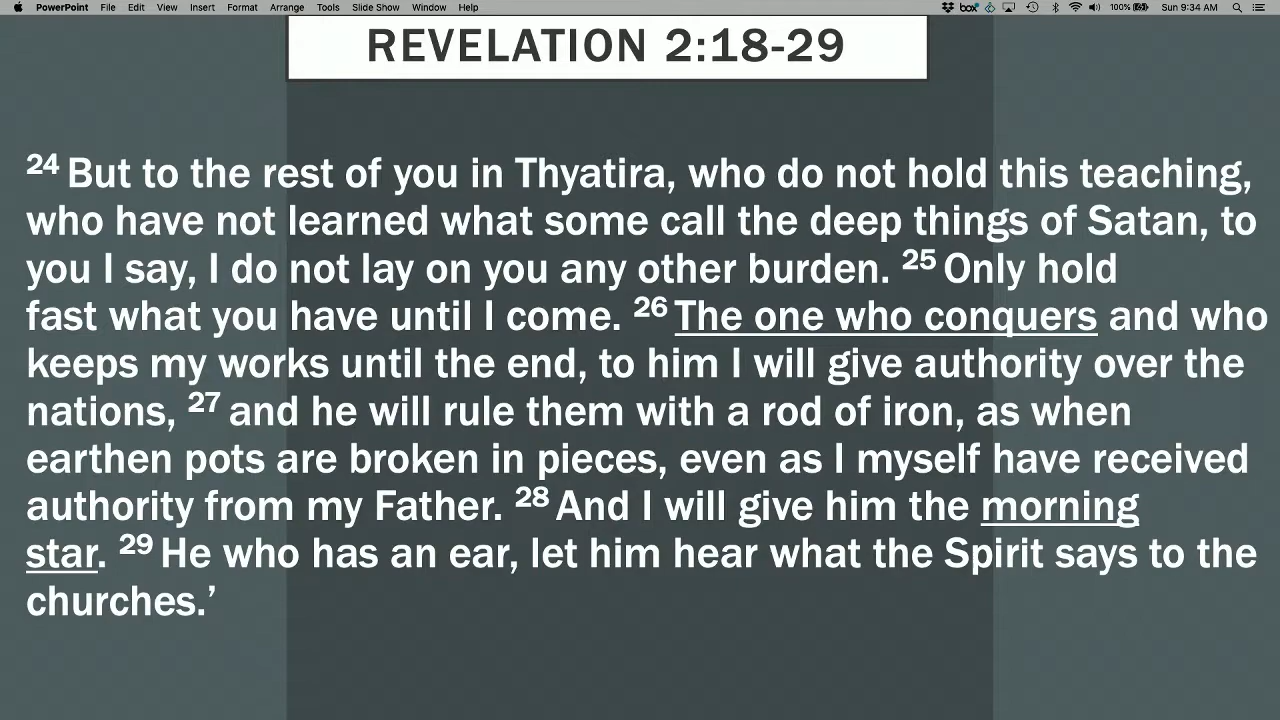 PowerPoint File Edit View Insert Format Arrange Tools Slide Show Window Help box 100% Sun 9:34 AM
REVELATION 2:18-29
24 But to the rest of you in Thyatira, who do not hold this teaching,
who have not learned what some call the deep things of Satan, to
you I say, I do not lay on you any other burden. 25 Only hold
fast what you have until I come. 26 The one who conquers and who
keeps my works until the end, to him I will give authority over the
nations, 27 and he will rule them with a rod of iron, as when
earthen pots are broken in pieces, even as I myself have received
authority from my Father. 28 And I will give him the morning
star. 29 He who has an ear, let him hear what the Spirit says to the
churches.’